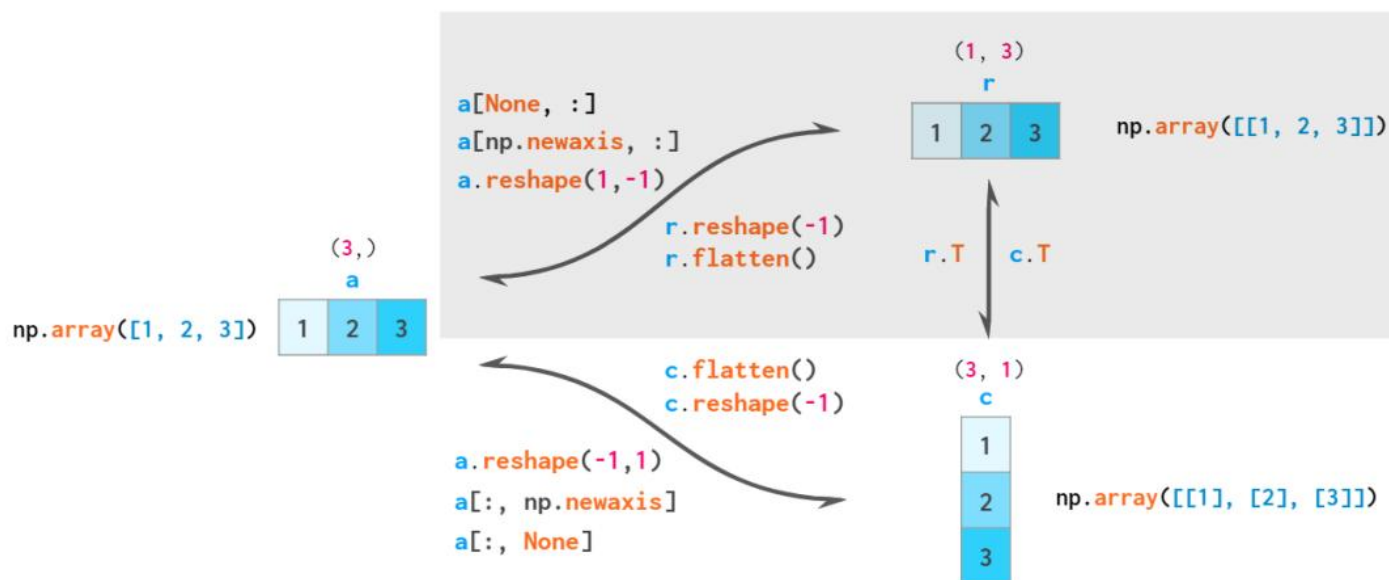 (1, 3)
r
a[None, :]
a[np.newaxis, :]
a.reshape(1,-1)
1 2 3
np.array([[1, 2, 3]])
r.reshape(-1)
r.flatten()
r.T
c.T
(3,)
a
np.array([1, 2, 3])
1 2 3
c.flatten()
c.reshape(-1)
(3, 1)
c
a.reshape(-1,1)
a[:, np.newaxis]
a[:, None]
1
2
3
np.array([[1], [2], [3]])